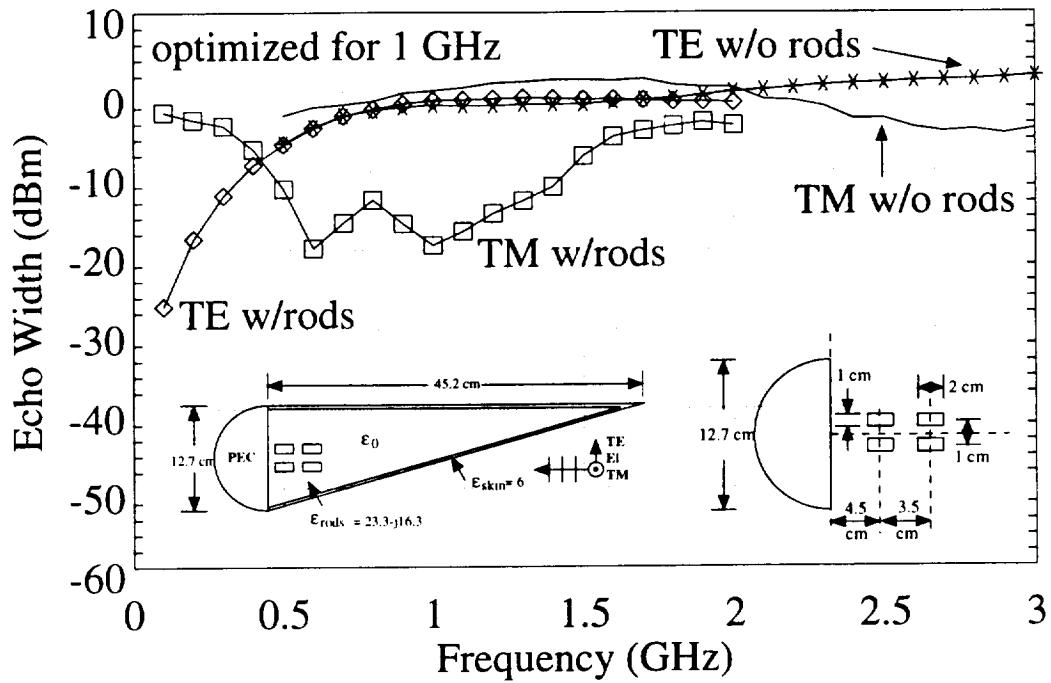 10
0
-10
-20
-30
-40
-50
-60
Echo Width (dBm)
optimized for 1 GHz
TE w/o rods
TM w/o rods
TM w/rods
TE w/rods
45.2 cm
12.7 cm
PEC
ε0
εskin= 6
εrods = 23.3-j16.3
TE
EI
TM
12.7 cm
1 cm
2 cm
1 cm
4.5
cm
3.5
cm
0
0.5
1
1.5
2
2.5
3
Frequency (GHz)